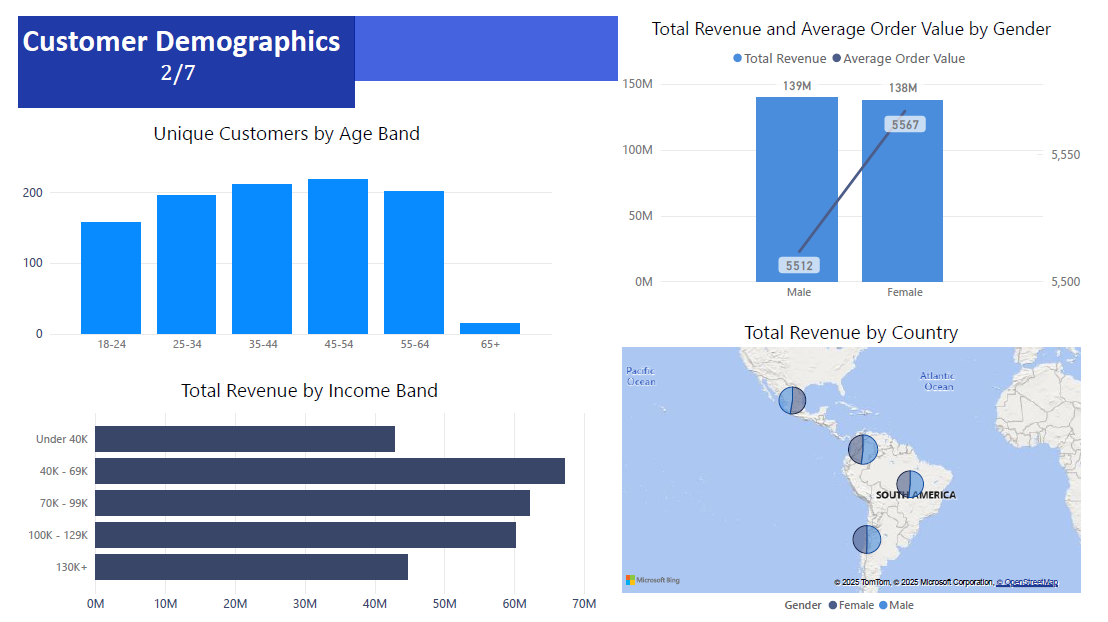 Customer Demographics
2/7
Unique Customers by Age Band
200
100
0
18-24 25-34 35-44 45-54 55-64 65+
Total Revenue by Income Band
Under 40K
40K - 69K
70K - 99K
100K - 129K
130K+
0M 10M 20M 30M 40M 50M 60M 70M
Total Revenue and Average Order Value by Gender
Total Revenue Average Order Value
150M
139M 138M
5567
100M
5,550
50M
5512
0M 5,500
Male Female
Total Revenue by Country
Pacific
Ocean
Atlantic
Ocean
SOUTH AMERICA
Microsoft Bing
© 2025 TomTom, © 2025 Microsoft Corporation, © OpenStreetMap
Gender Female Male